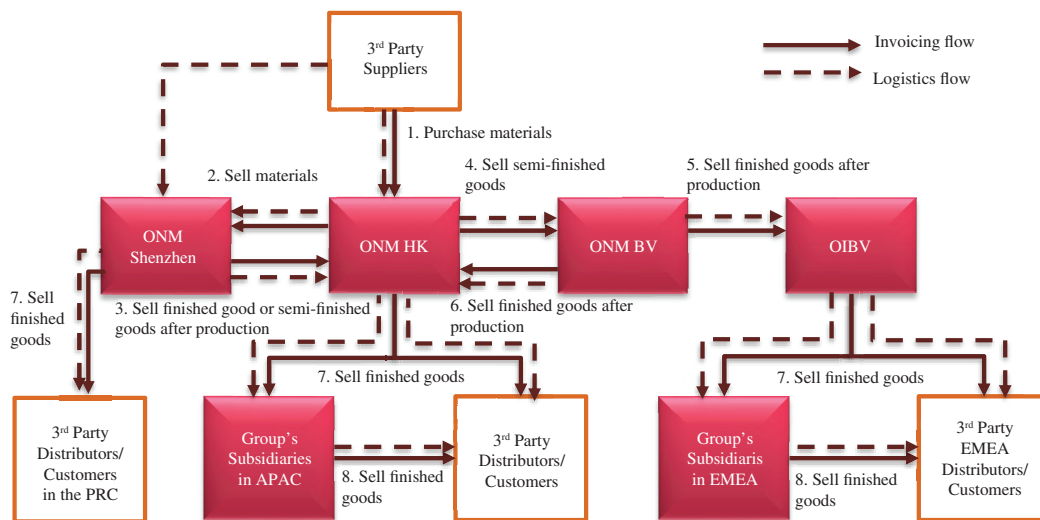 3rd Party
Suppliers
Invoicing flow
Logistics flow
1. Purchase materials
2. Sell materials
4. Sell semi-finished
goods
5. Sell finished goods after
production
ONM
Shenzhen
ONM HK
ONM BV
OIBV
7. Sell
finished
goods
3. Sell finished good or semi-finished
goods after production
6. Sell finished goods after
production
7. Sell finished goods
7. Sell finished goods
3rd Party
Distributors/
Customers
in the PRC
Group's
Subsidiaries
in APAC
8. Sell finished
goods
3rd Party
Distributors/
Customers
Group's
Subsidiaris
in EMEA
8. Sell finished
goods
3rd Party
EMEA
Distributors/
Customers